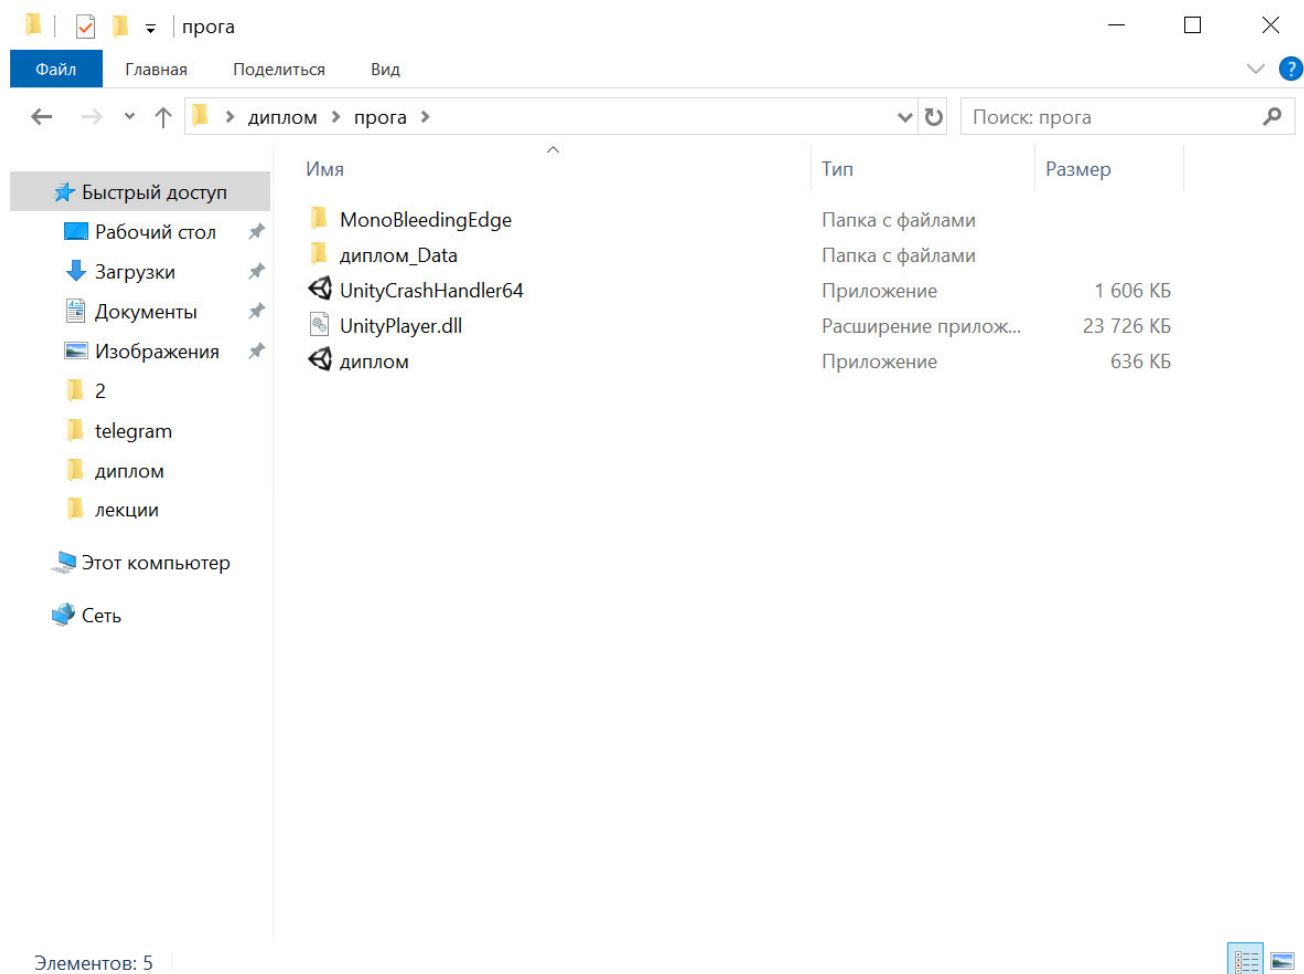 прога
Файл Главная Поделиться Вид
?
диплом прога Поиск: прога
Имя Тип Размер
Быстрый доступ
Рабочий стол
Загрузки
Документы
Изображения
2
telegram
диплом
лекции
Этот компьютер
Сеть
MonoBleedingEdge Папка с файлами
диплом_Data Папка с файлами
UnityCrashHandler64 Приложение 1 606 КБ
UnityPlayer.dll Расширение прилож... 23 726 КБ
диплом Приложение 636 КБ
Элементов: 5